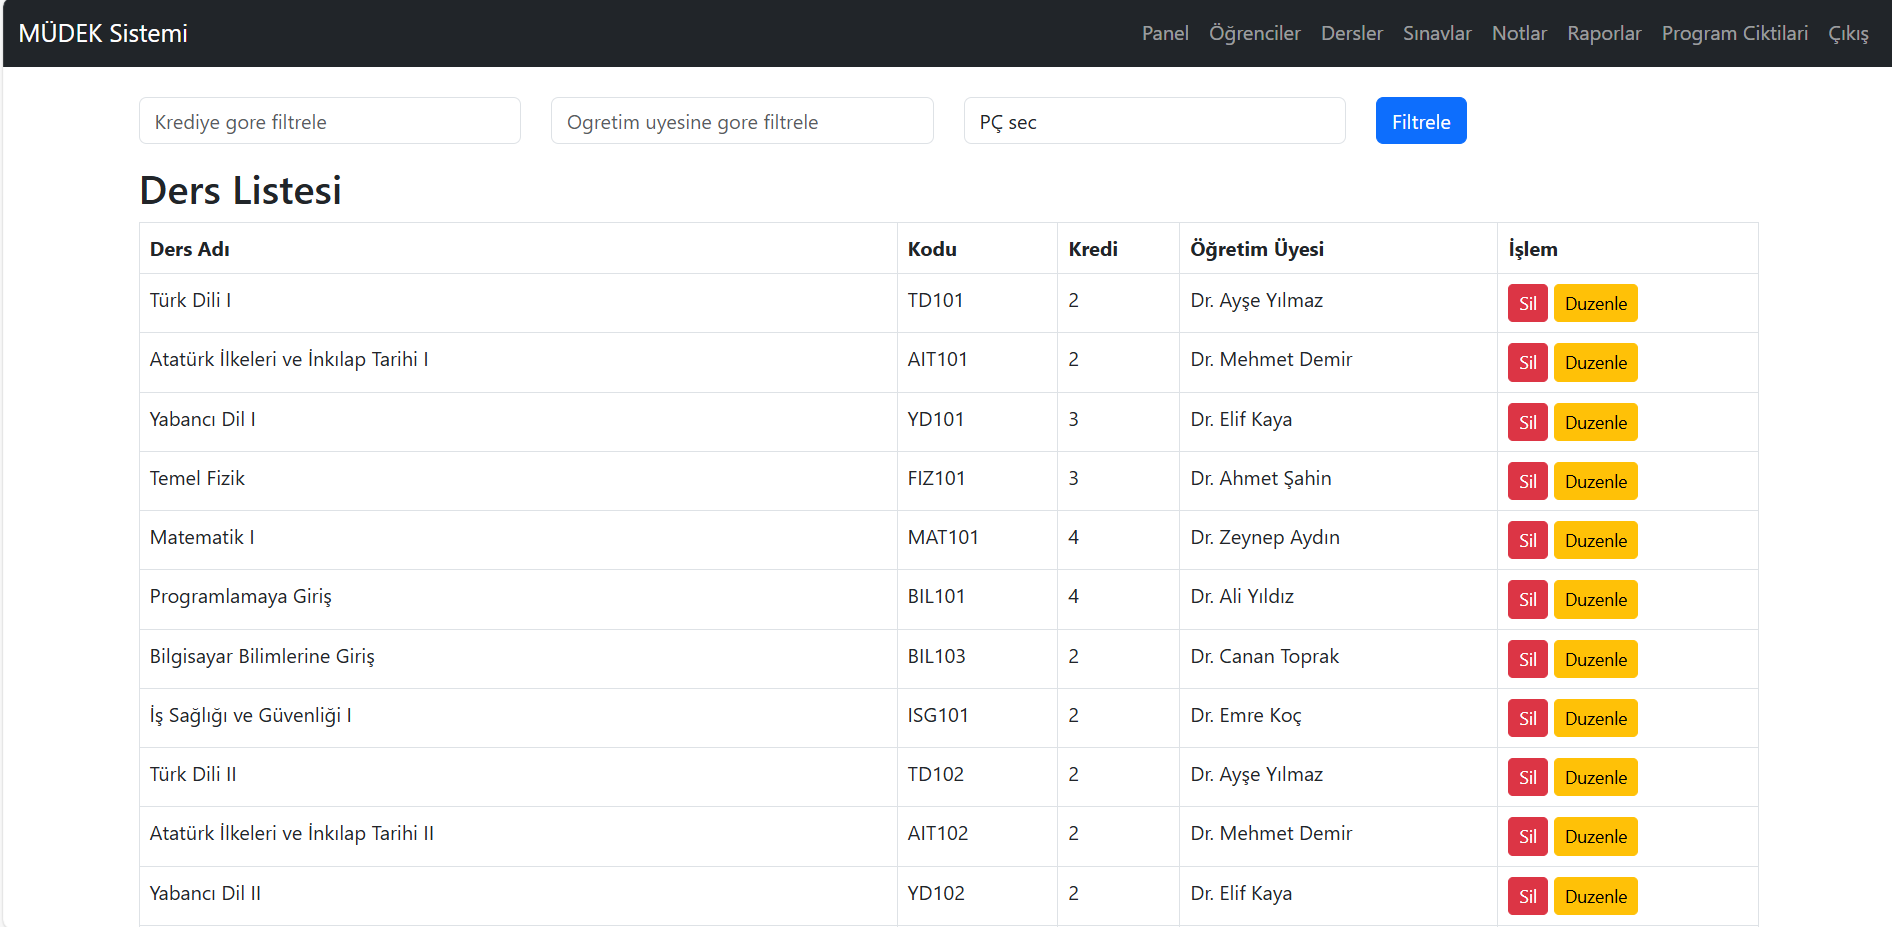 MÜDEK Sistemi Panel Öğrenciler Dersler Sınavlar Notlar Raporlar Program Ciktilari Çıkış
Krediye gore filtrele Ogretim uyesine gore filtrele PÇ sec Filtrele
Ders Listesi
Ders Adı Kodu Kredi Öğretim Üyesi İşlem
Türk Dili I TD101 2 Dr. Ayşe Yılmaz Sil Duzenle
Atatürk İlkeleri ve İnkılap Tarihi I AIT101 2 Dr. Mehmet Demir Sil Duzenle
Yabancı Dil I YD101 3 Dr. Elif Kaya Sil Duzenle
Temel Fizik FIZ101 3 Dr. Ahmet Şahin Sil Duzenle
Matematik I MAT101 4 Dr. Zeynep Aydın Sil Duzenle
Programlamaya Giriş BIL101 4 Dr. Ali Yıldız Sil Duzenle
Bilgisayar Bilimlerine Giriş BIL103 2 Dr. Canan Toprak Sil Duzenle
İş Sağlığı ve Güvenliği I ISG101 2 Dr. Emre Koç Sil Duzenle
Türk Dili II TD102 2 Dr. Ayşe Yılmaz Sil Duzenle
Atatürk İlkeleri ve İnkılap Tarihi II AIT102 2 Dr. Mehmet Demir Sil Duzenle
Yabancı Dil II YD102 2 Dr. Elif Kaya Sil Duzenle